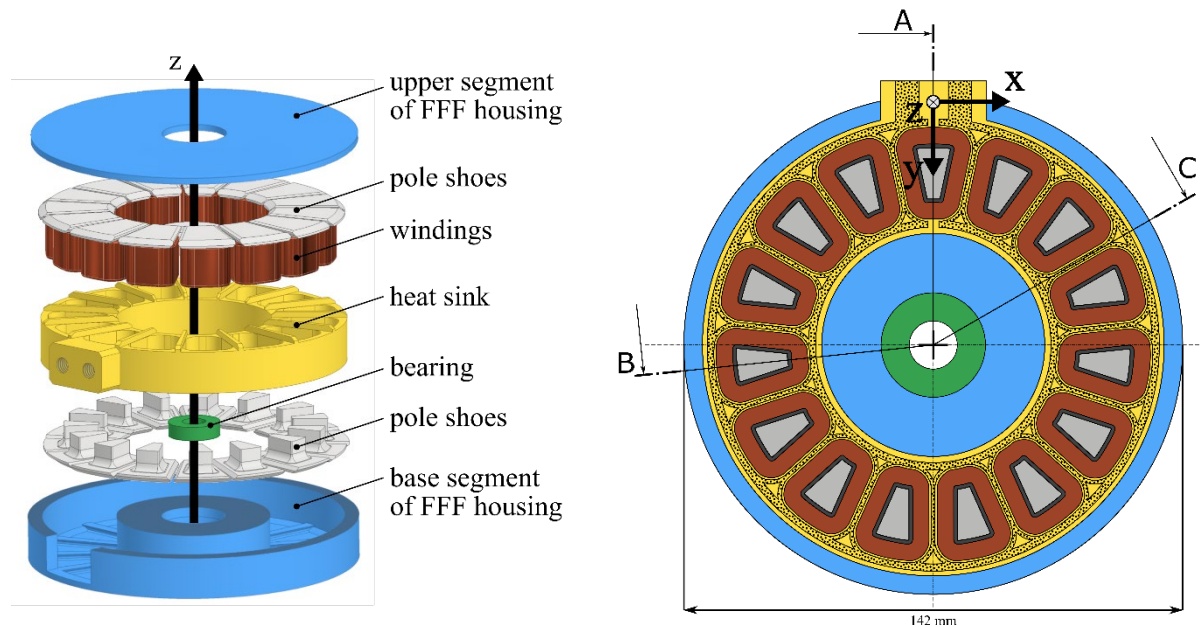 z
upper segment
of FFF housing
pole shoes
windings
heat sink
bearing
pole shoes
base segment
of FFF housing
A
x
z
y
C
B
142 mm